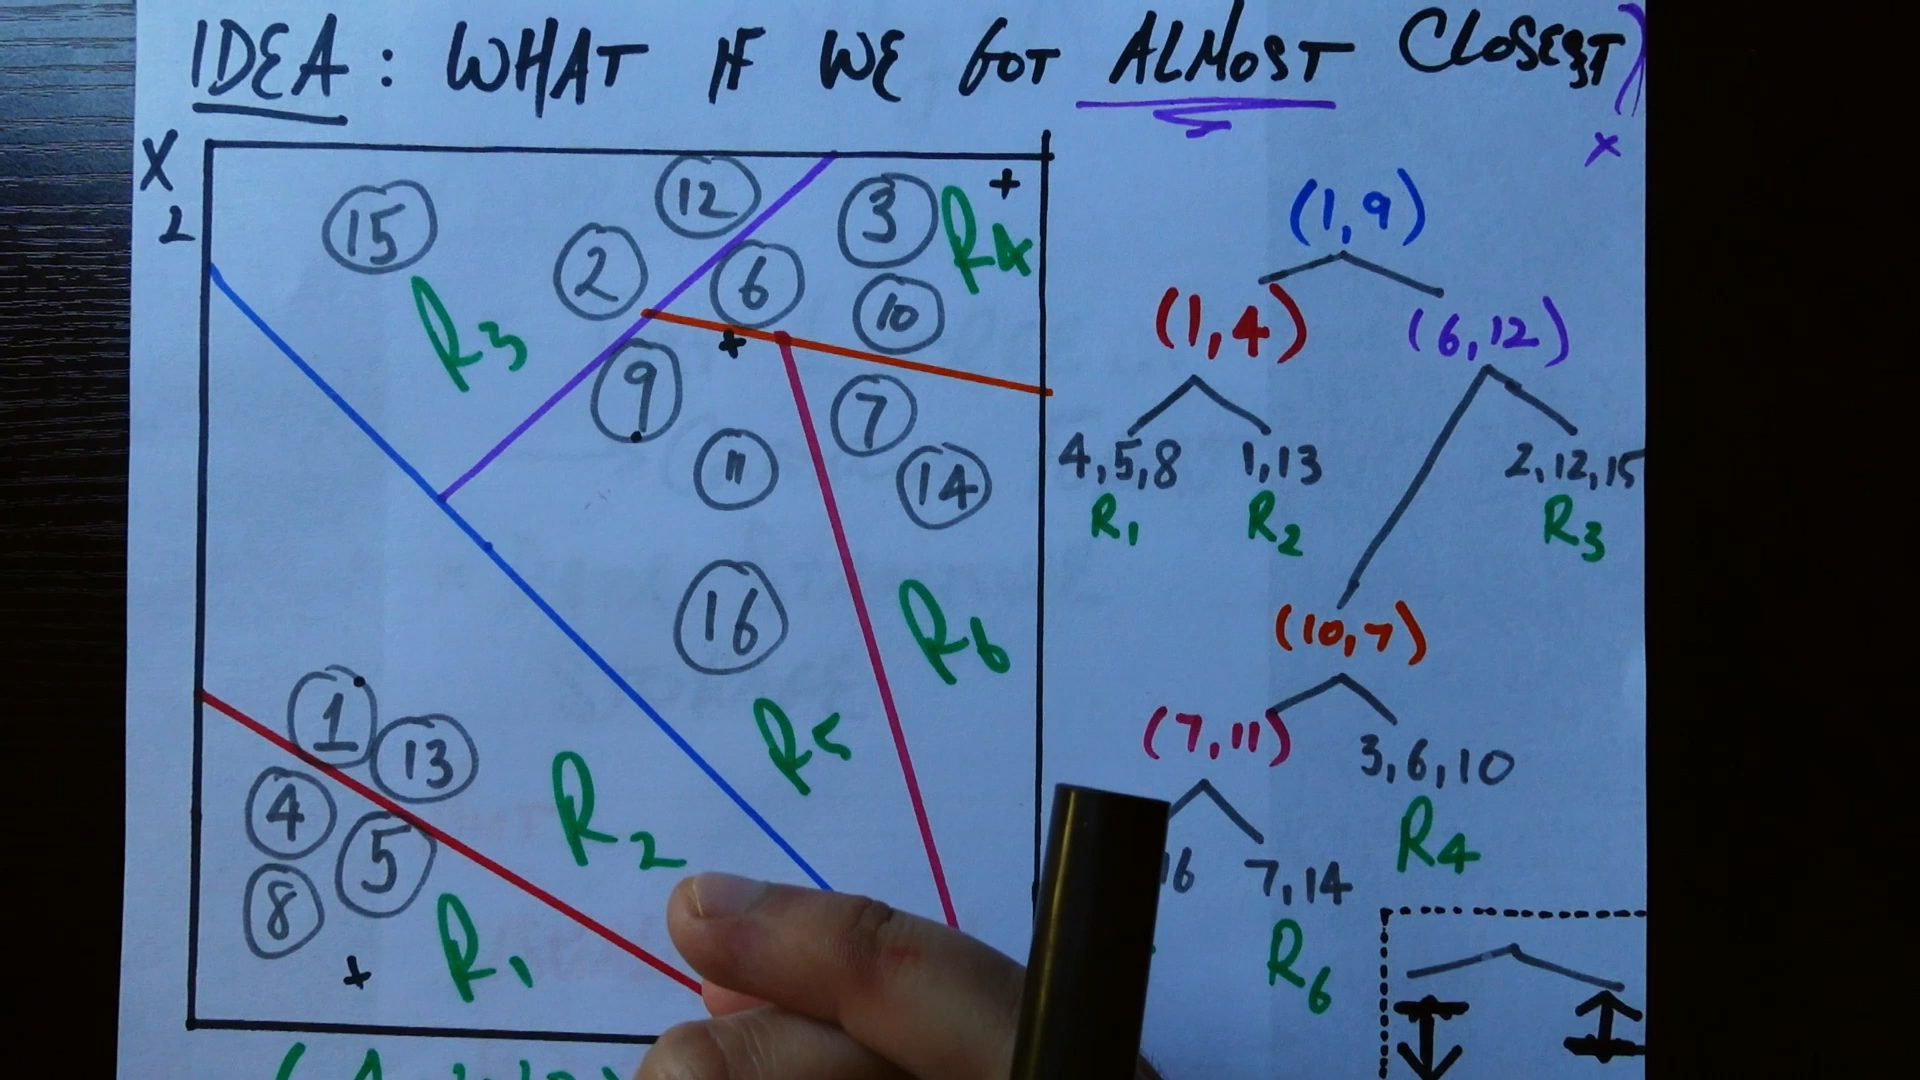 IDEA: WHAT IF WE GOT ALMOST CLOSEST)
X
2
12
3
+
R4
15
2
6
10
R3
+
9
7
11
14
16
R6
R5
1
13
4
5
8
R2
R1
+
x
(1,9)
(1,4)
(6,12)
4,5,8
1,13
2,12,15
R1
R2
R3
(10,7)
(7,11)
3,6,10
R4
16
7,14
R6